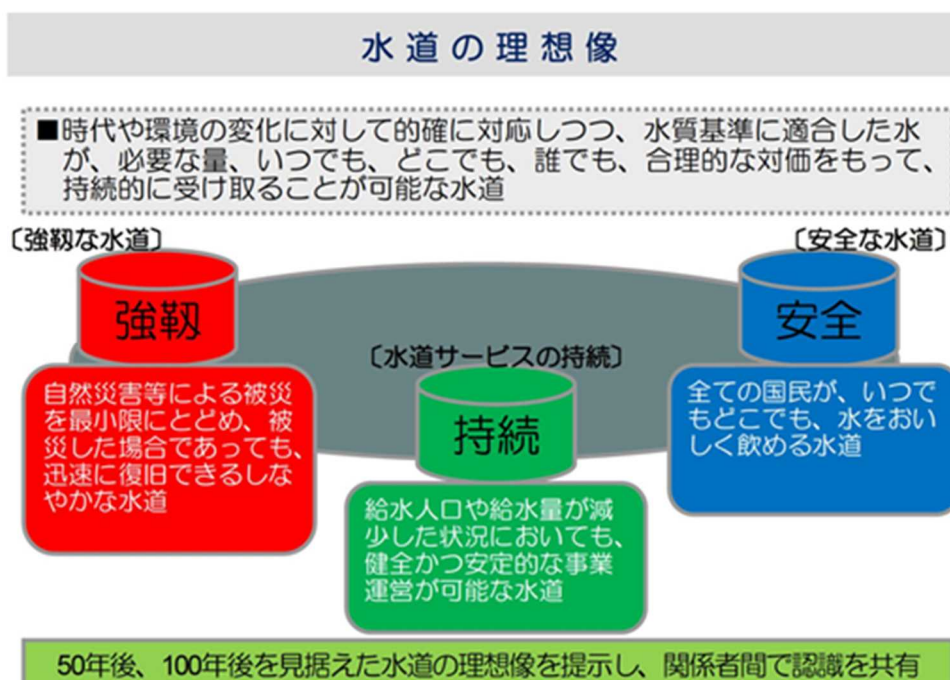 水道の理想像
■時代や環境の変化に対して的確に対応しつつ、水質基準に適合した水
が、必要な量、いつでも、どこでも、誰でも、合理的な対価をもって、
持続的に受け取ることが可能な水道
〔強靱な水道〕
〔安全な水道〕
強靱
安全
〔水道サービスの持続〕
持続
自然災害等による被災
を最小限にとどめ、被
災した場合であっても、
迅速に復旧できるしな
やかな水道
全ての国民が、いつで
もどこでも、水をおい
しく飲める水道
給水人口や給水量が減
少した状況においても、
健全かつ安定的な事業
運営が可能な水道
50年後、100年後を見据えた水道の理想像を提示し、関係者間で認識を共有